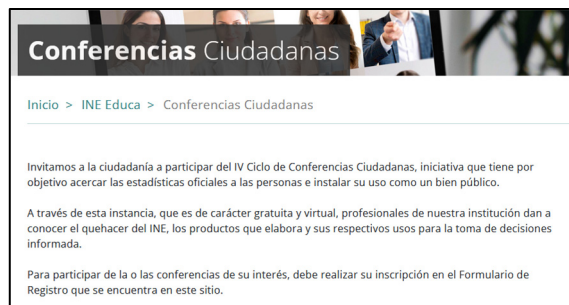 Conferencias Ciudadanas
Inicio > INE Educa > Conferencias Ciudadanas
Invitamos a la ciudadanía a participar del IV Ciclo de Conferencias Ciudadanas, iniciativa que tiene por
objetivo acercar las estadísticas oficiales a las personas e instalar su uso como un bien público.
A través de esta instancia, que es de carácter gratuita y virtual, profesionales de nuestra institución dan a
conocer el quehacer del INE, los productos que elabora y sus respectivos usos para la toma de decisiones
informada.
Para participar de la o las conferencias de su interés, debe realizar su inscripción en el Formulario de
Registro que se encuentra en este sitio.